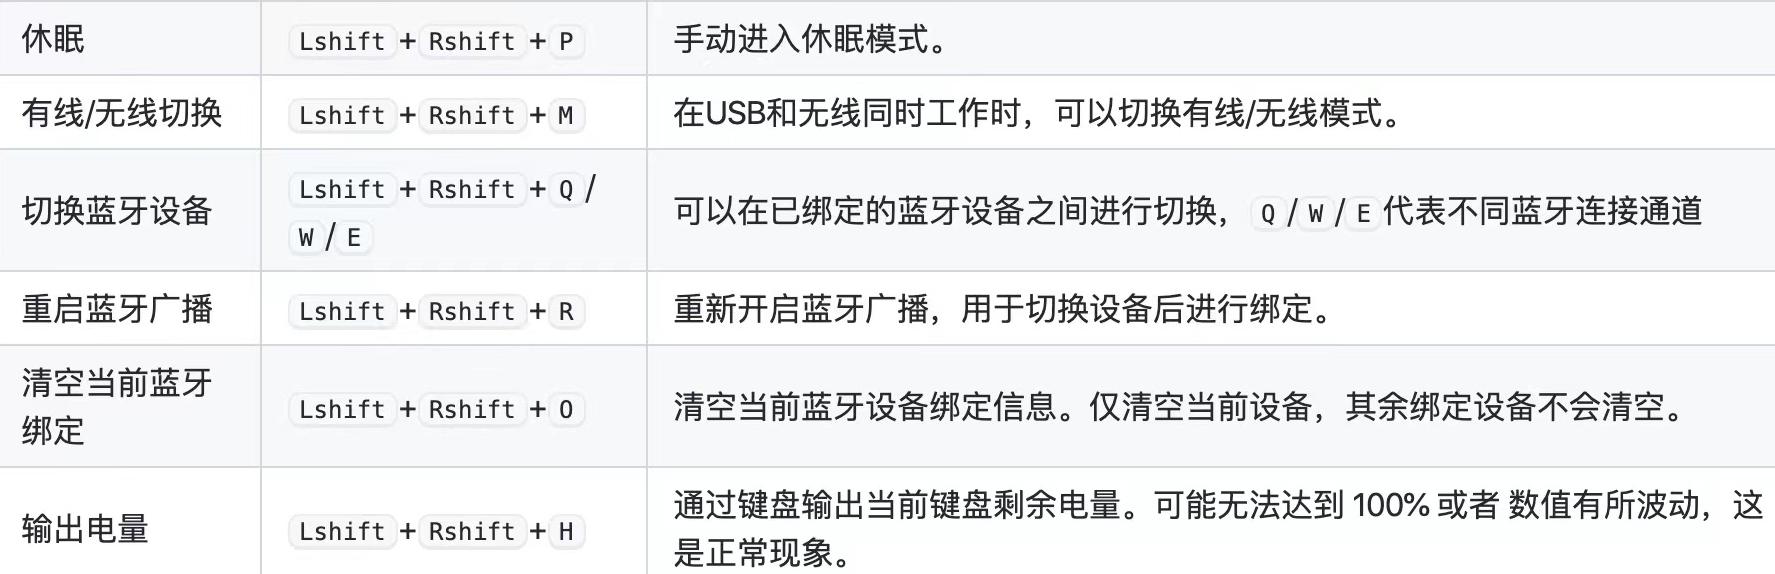 休眠 Lshift+Rshift+P 手动进入休眠模式。
有线/无线切换 Lshift+Rshift+M 在USB和无线同时工作时，可以切换有线/无线模式。
切换蓝牙设备
Lshift+Rshift+Q/
W/E
可以在已绑定的蓝牙设备之间进行切换，Q/W/E代表不同蓝牙连接通道
重启蓝牙广播 Lshift+Rshift+R 重新开启蓝牙广播，用于切换设备后进行绑定。
清空当前蓝牙
绑定
Lshift+Rshift+O
清空当前蓝牙设备绑定信息。仅清空当前设备，其余绑定设备不会清空。
输出电量
Lshift+Rshift+H
通过键盘输出当前键盘剩余电量。可能无法达到 100% 或者 数值有所波动，这
是正常现象。